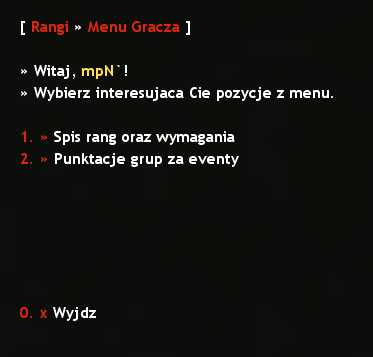 [ Rangi » Menu Gracza ]
» Witaj, mpN`!
» Wybierz interesujaca Cie pozycje z menu.
1. » Spis rang oraz wymagania
2. » Punktacje grup za eventy
0. x Wyjdz